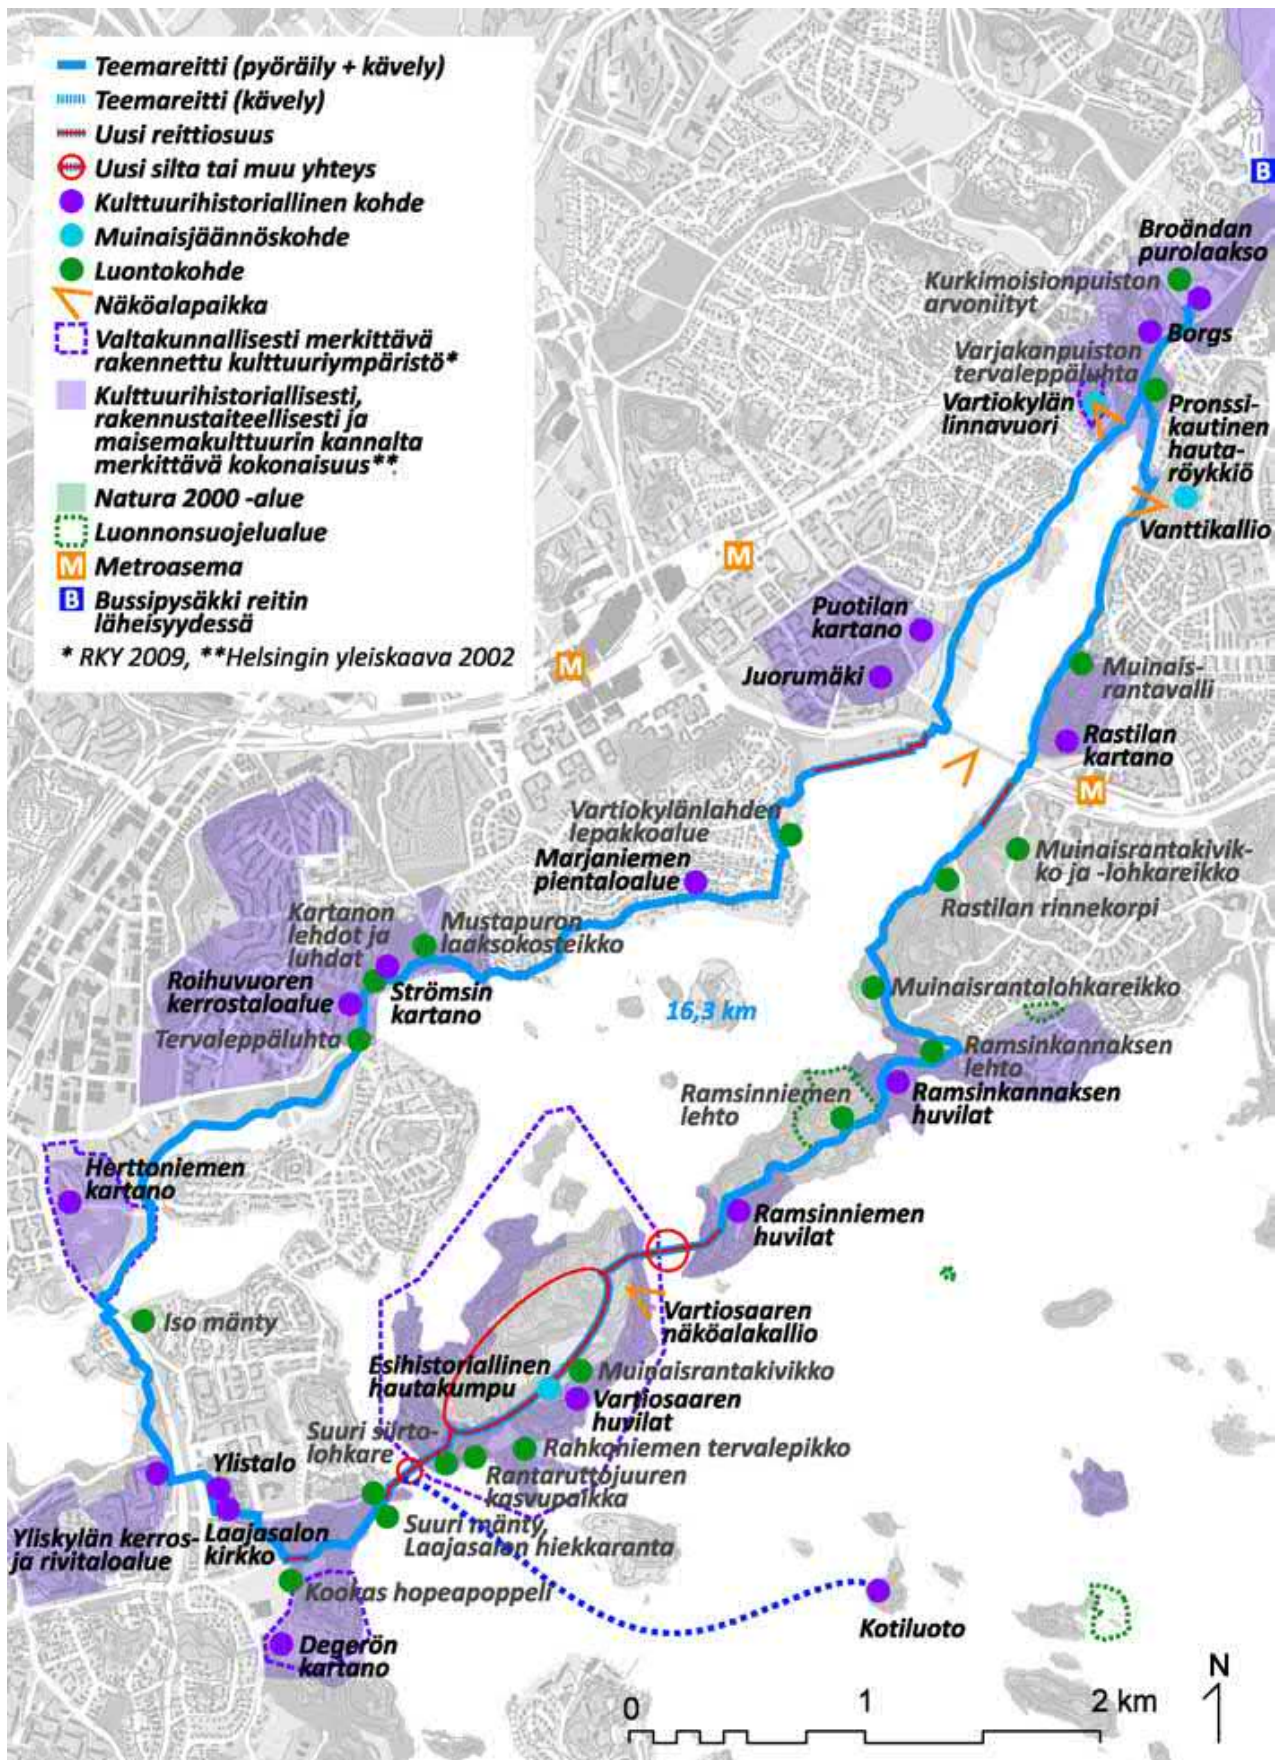 Teemareitti (pyöräily + kävely)
Teemareitti (kävely)
Uusi reittiosuus
Uusi silta tai muu yhteys
Kulttuurihistoriallinen kohde
Muinaisjäännöskohde
Luontokohde
Näköalapaikka
Valtakunnallisesti merkittävä
rakennettu kulttuuriympäristö*
Kulttuurihistoriallisesti,
rakennustaiteellisesti ja
maisemakulttuurin kannalta
merkittävä kokonaisuus**
Natura 2000 -alue
Luonnonsuojelualue
M Metroasema
B Bussipysäkki reitin
läheisyydessä
* RKY 2009, **Helsingin yleiskaava 2002
B
Broändan
purolaakso
Kurkimoisionpuiston
arvoniityt
Borgs
Varjakanpuiston
tervaleppäluhta
Vartiokylän
linnavuori
Pronssi-
kautinen
hauta-
röykkiö
Vanttikallio
M
M
Puotilan
kartano
Juorumäki
Muinais-
rantavalli
Rastilan
kartano
M
Vartiokylänlahden
lepakkoalue
Marjaniemen
pientaloalue
Muinaisrantakivik-
ko ja -lohkareikko
Rastilan rinnekorpi
Kartanon
lehdot ja
luhdat
Mustapuron
laaksokosteikko
Roihuvuoren
kerrostaloalue
Strömsin
kartano
Tervaleppäluhta
16,3 km
Muinaisrantalohkareikko
Ramsinkannaksen
lehto
Ramsinniemen
lehto
Ramsinkannaksen
huvilat
Herttoniemen
kartano
Ramsinniemen
huvilat
Iso mänty
Vartiosaaren
näköalakallio
Esihistoriallinen
hautakumpu
Muinaisrantakivikko
Vartiosaaren
huvilat
Suuri siirto-
lohkare
Rahkoniemen tervalepikko
Rantaruttojuuren
kasvupaikka
Ylistalo
Suuri mänty,
Laajasalon hiekkaranta
Yliskylän kerros-
ja rivitaloalue
Laajasalon
kirkko
Kookas hopeapoppeli
Degerön
kartano
Kotiluoto
0 1 2 km
N